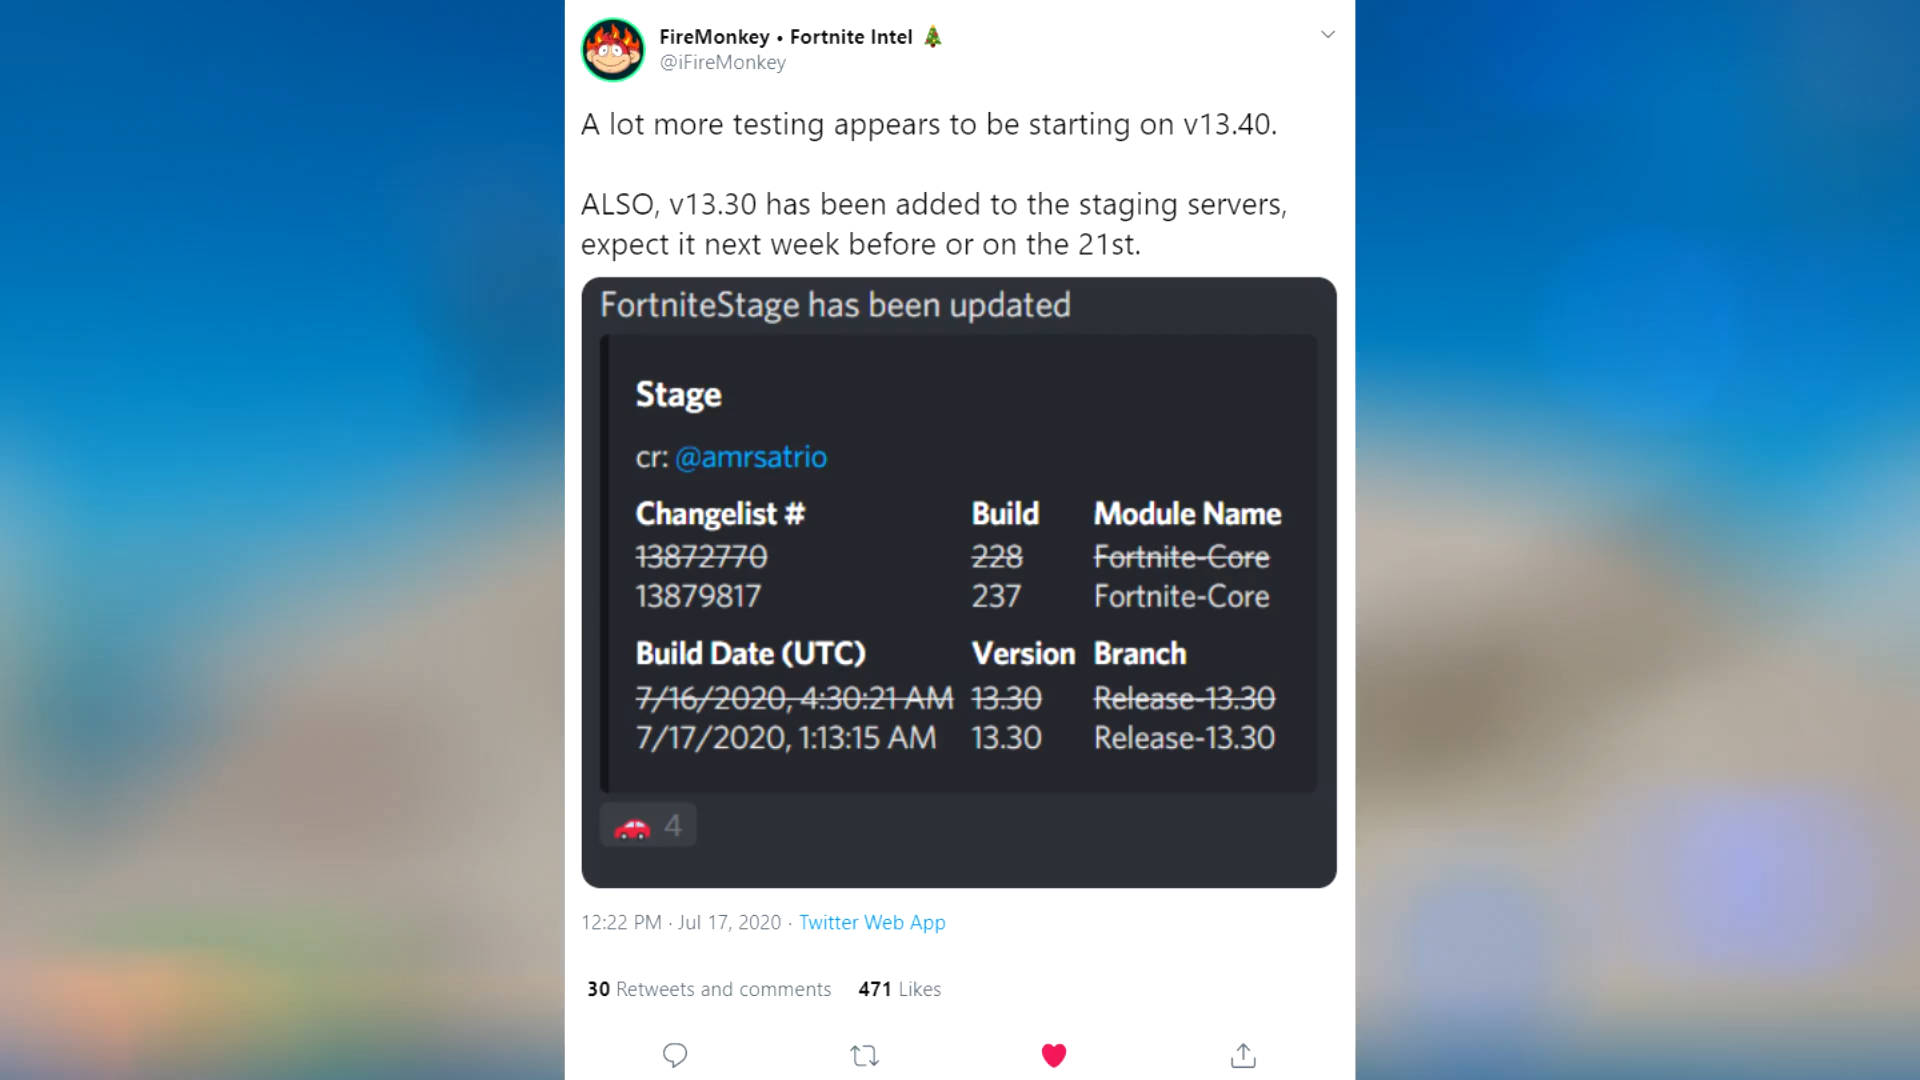 FireMonkey • Fortnite Intel 🎄
@iFireMonkey
A lot more testing appears to be starting on v13.40.
ALSO, v13.30 has been added to the staging servers,
expect it next week before or on the 21st.
FortniteStage has been updated
Stage
cr: @amrsatrio
Changelist # Build Module Name
13872770 228 Fortnite-Core
13879817 237 Fortnite-Core
Build Date (UTC) Version Branch
7/16/2020, 4:30:21 AM 13.30 Release-13.30
7/17/2020, 1:13:15 AM 13.30 Release-13.30
🚗 4
12:22 PM · Jul 17, 2020 · Twitter Web App
30 Retweets and comments 471 Likes